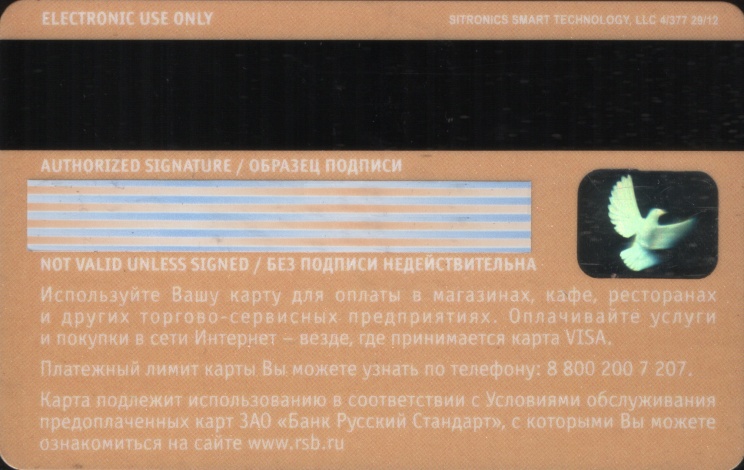 ELECTRONIC USE ONLY
SITRONICS SMART TECHNOLOGY, LLC 4/377 29/12
AUTHORIZED SIGNATURE / ОБРАЗЕЦ ПОДПИСИ
NOT VALID UNLESS SIGNED / БЕЗ ПОДПИСИ НЕДЕЙСТВИТЕЛЬНА
Используйте Вашу карту для оплаты в магазинах, кафе, ресторанах
и других торгово-сервисных предприятиях. Оплачивайте услуги
и покупки в сети Интернет – везде, где принимается карта VISA.
Платежный лимит карты Вы можете узнать по телефону: 8 800 200 7 207.
Карта подлежит использованию в соответствии с Условиями обслуживания
предоплаченных карт ЗАО «Банк Русский Стандарт», с которыми Вы можете
ознакомиться на сайте www.rsb.ru